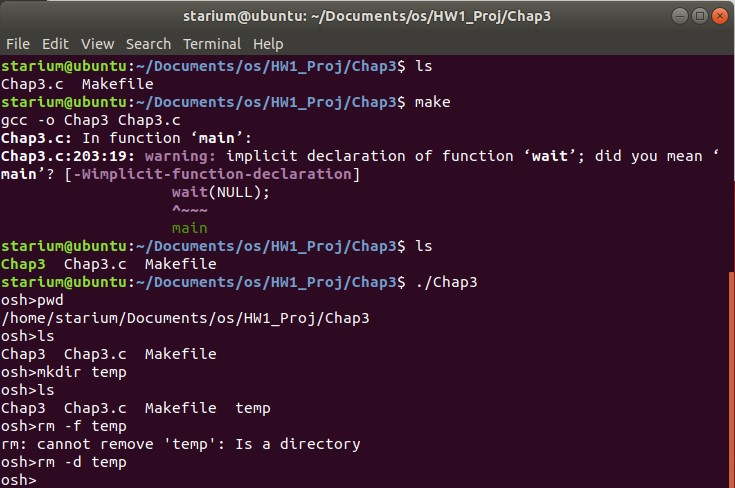 starium@ubuntu: ~/Documents/os/HW1_Proj/Chap3
File Edit View Search Terminal Help
starium@ubuntu:~/Documents/os/HW1_Proj/Chap3$ ls
Chap3.c  Makefile
starium@ubuntu:~/Documents/os/HW1_Proj/Chap3$ make
gcc -o Chap3 Chap3.c
Chap3.c: In function ‘main’:
Chap3.c:203:19: warning: implicit declaration of function ‘wait’; did you mean ‘
main’? [-Wimplicit-function-declaration]
                   wait(NULL);
                   ^~~~
                   main
starium@ubuntu:~/Documents/os/HW1_Proj/Chap3$ ls
Chap3  Chap3.c  Makefile
starium@ubuntu:~/Documents/os/HW1_Proj/Chap3$ ./Chap3
osh>pwd
/home/starium/Documents/os/HW1_Proj/Chap3
osh>ls
Chap3  Chap3.c  Makefile
osh>mkdir temp
osh>ls
Chap3  Chap3.c  Makefile  temp
osh>rm -f temp
rm: cannot remove 'temp': Is a directory
osh>rm -d temp
osh>